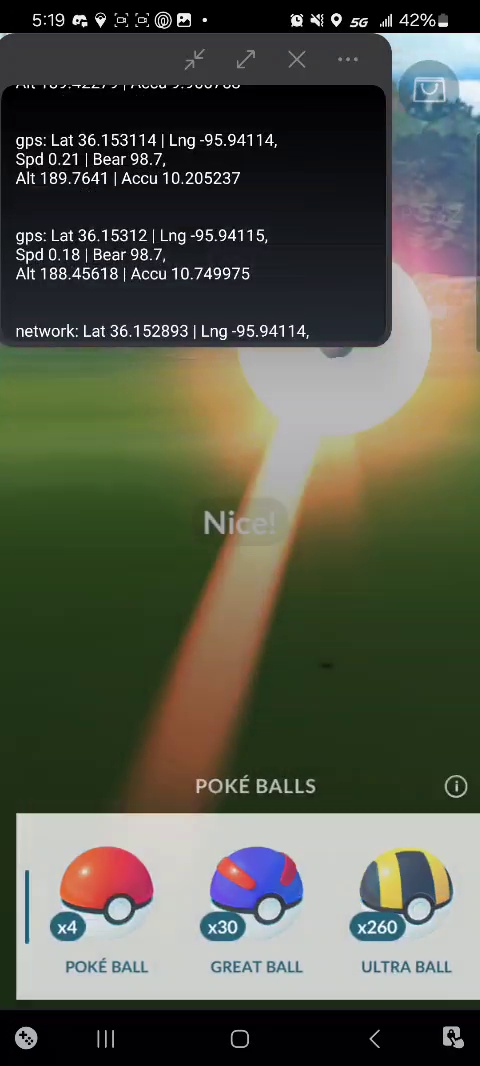 5:19
5G
42%
gps: Lat 36.153114 | Lng -95.94114,
Spd 0.21 | Bear 98.7,
Alt 189.7641 | Accu 10.205237
gps: Lat 36.15312 | Lng -95.94115,
Spd 0.18 | Bear 98.7,
Alt 188.45618 | Accu 10.749975
network: Lat 36.152893 | Lng -95.94114,
Nice!
POKÉ BALLS
x4
x30
x260
POKÉ BALL
GREAT BALL
ULTRA BALL